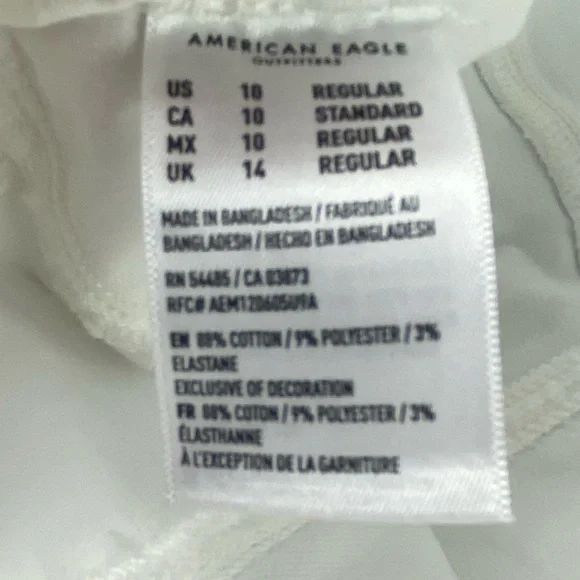 AMERICAN EAGLE
OUTFITTERS
US 10 REGULAR
CA 10 STANDARD
MX 10 REGULAR
UK 14 REGULAR
MADE IN BANGLADESH / FABRIQUÉ AU
BANGLADESH / HECHO EN BANGLADESH
RN 54485 / CA 03873
RFC# AEM120605U9A
EN 88% COTTON / 9% POLYESTER / 3%
ELASTANE
EXCLUSIVE OF DECORATION
FR 88% COTON / 9% POLYESTER / 3%
ÉLASTHANNE
À L'EXCEPTION DE LA GARNITURE